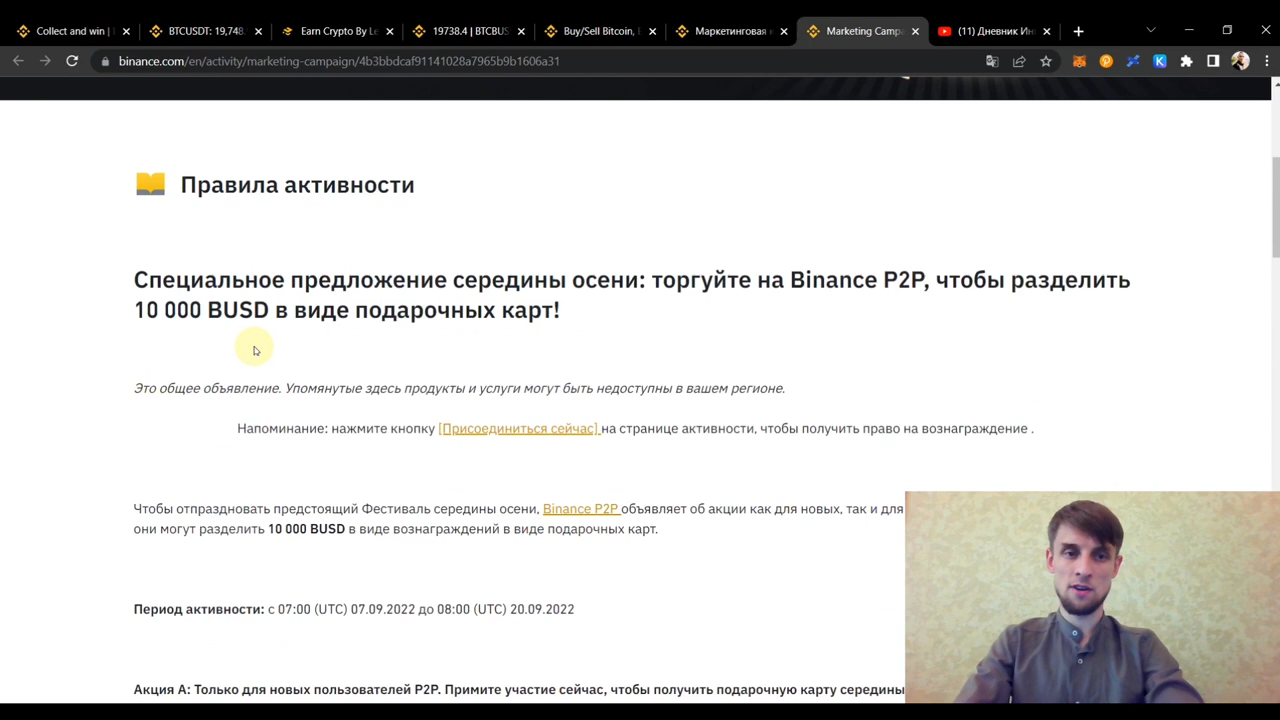 Collect and win |
BTCUSDT: 19,748
Earn Crypto By Le
19738.4 | BTCBUS
Buy/Sell Bitcoin, E
Маркетинговая к
Marketing Campa
(11) Дневник Ин
binance.com/en/activity/marketing-campaign/4b3bbdcaf91141028a7965b9b1606a31
Правила активности
Специальное предложение середины осени: торгуйте на Binance P2P, чтобы разделить
10 000 BUSD в виде подарочных карт!
Это общее объявление. Упомянутые здесь продукты и услуги могут быть недоступны в вашем регионе.
Напоминание: нажмите кнопку [Присоединиться сейчас] на странице активности, чтобы получить право на вознаграждение .
Чтобы отпраздновать предстоящий Фестиваль середины осени, Binance P2P объявляет об акции как для новых, так и для
они могут разделить 10 000 BUSD в виде вознаграждений в виде подарочных карт.
Период активности: с 07:00 (UTC) 07.09.2022 до 08:00 (UTC) 20.09.2022
Акция А: Только для новых пользователей P2P. Примите участие сейчас, чтобы получить подарочную карту середины